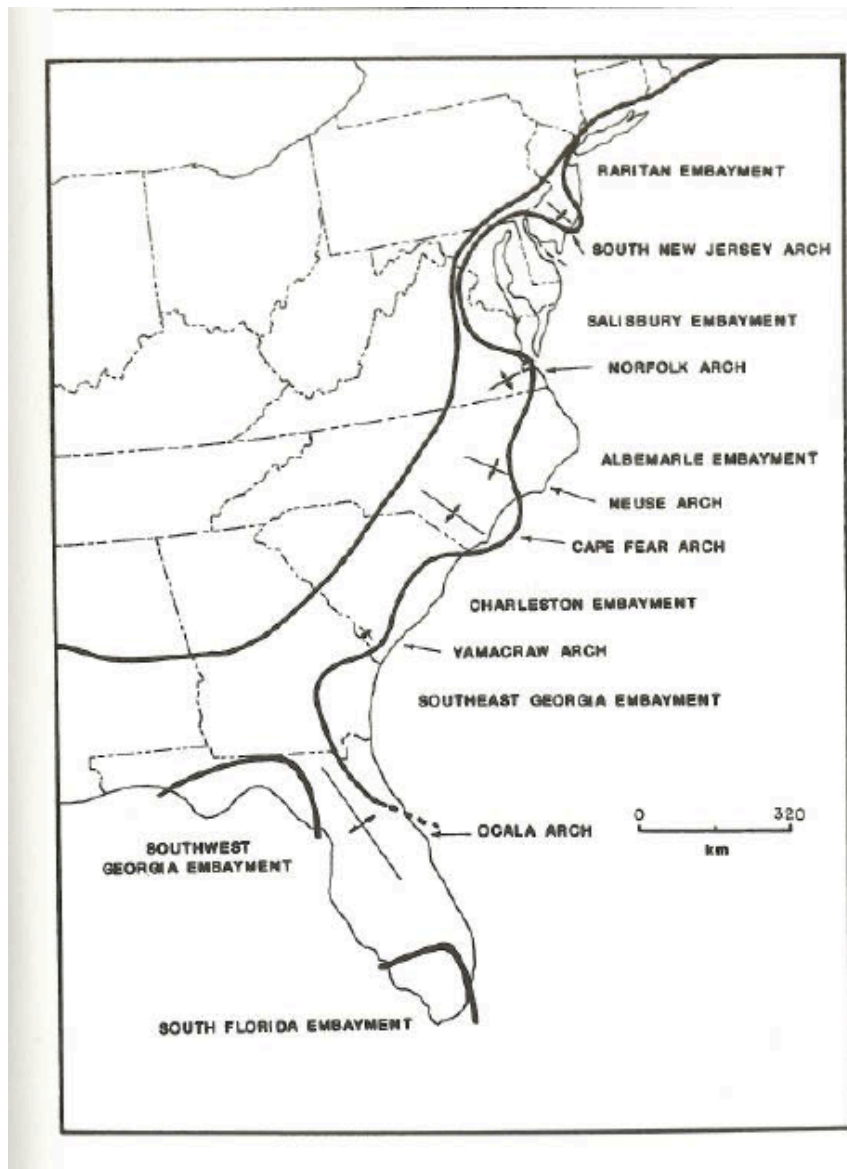 RARITAN EMBAYMENT
SOUTH NEW JERSEY ARCH
SALISBURY EMBAYMENT
NORFOLK ARCH
ALBEMARLE EMBAYMENT
NEUSE ARCH
CAPE FEAR ARCH
CHARLESTON EMBAYMENT
YAMACRAW ARCH
SOUTHEAST GEORGIA EMBAYMENT
0 320
km
OCALA ARCH
SOUTHWEST
GEORGIA EMBAYMENT
SOUTH FLORIDA EMBAYMENT